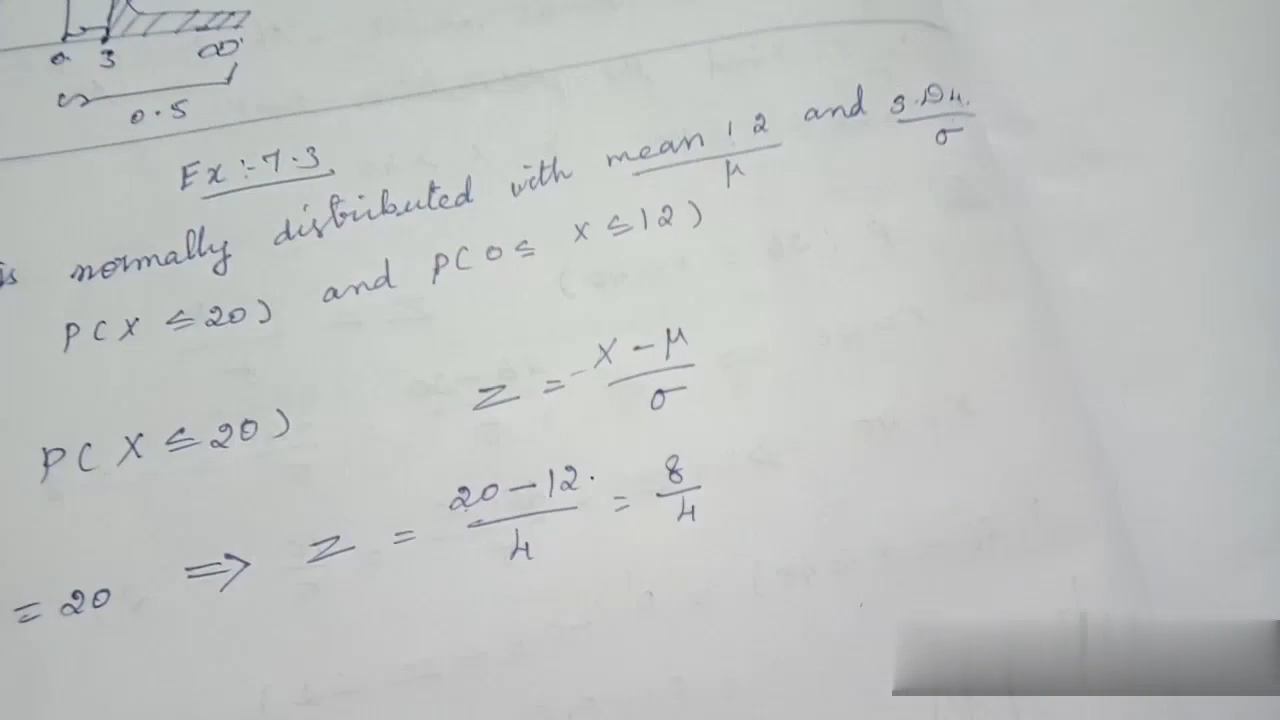 0 3 ∞
0.5
Ex:-7.3
is normally distributed with mean 12 and S.D 4.
μ σ
P(X ≤ 20) and P(0 ≤ X ≤ 12)
P(X ≤ 20) Z = X - μ / σ
= 20 ⇒ Z = 20 - 12. / 4 = 8 / 4